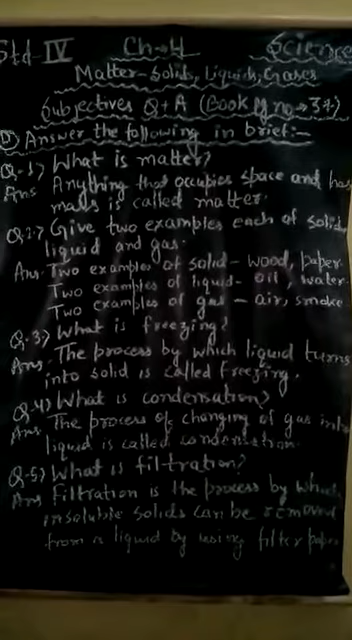 Std IV Ch-4 Science
Matter-Solids, Liquids, Gases
Subjectives Q+A (Book pg no → 37)
D) Answer the following in brief:-
Q-1) What is matter?
Ans Anything that occupies space and has
mass is called matter.
Q.2.) Give two examples each of solid,
liquid and gas.
Ans. Two examples of solid - wood, paper.
Two examples of liquid - oil, water.
Two examples of gas - air, smoke
Q.3) What is freezing?
Ans. The process by which liquid turns
into solid is called freezing.
Q-4) What is condensation?
Ans. The process of changing of gas into
liquid is called condensation.
Q-5) What is filtration?
Ans Filtration is the process by which
insoluble solids can be removed
from a liquid by using filter paper